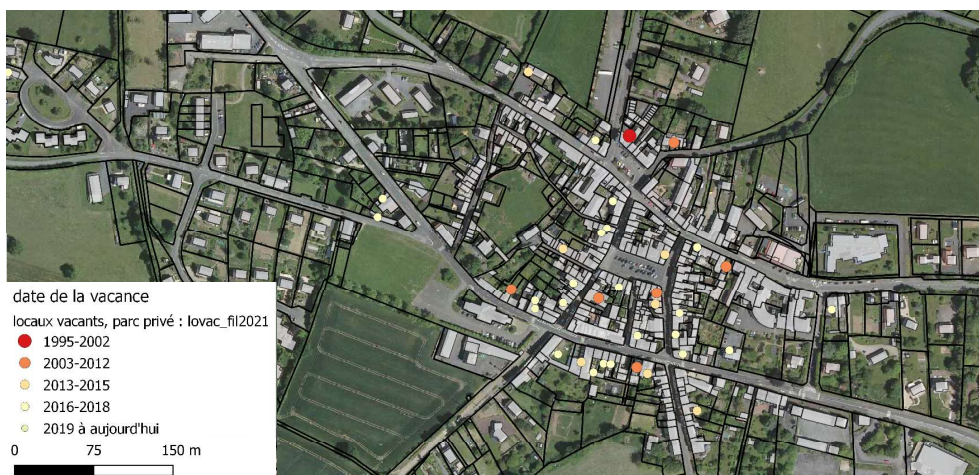 date de la vacance
locaux vacants, parc privé : lovac_fil2021
1995-2002
2003-2012
2013-2015
2016-2018
2019 à aujourd'hui
0 75 150 m